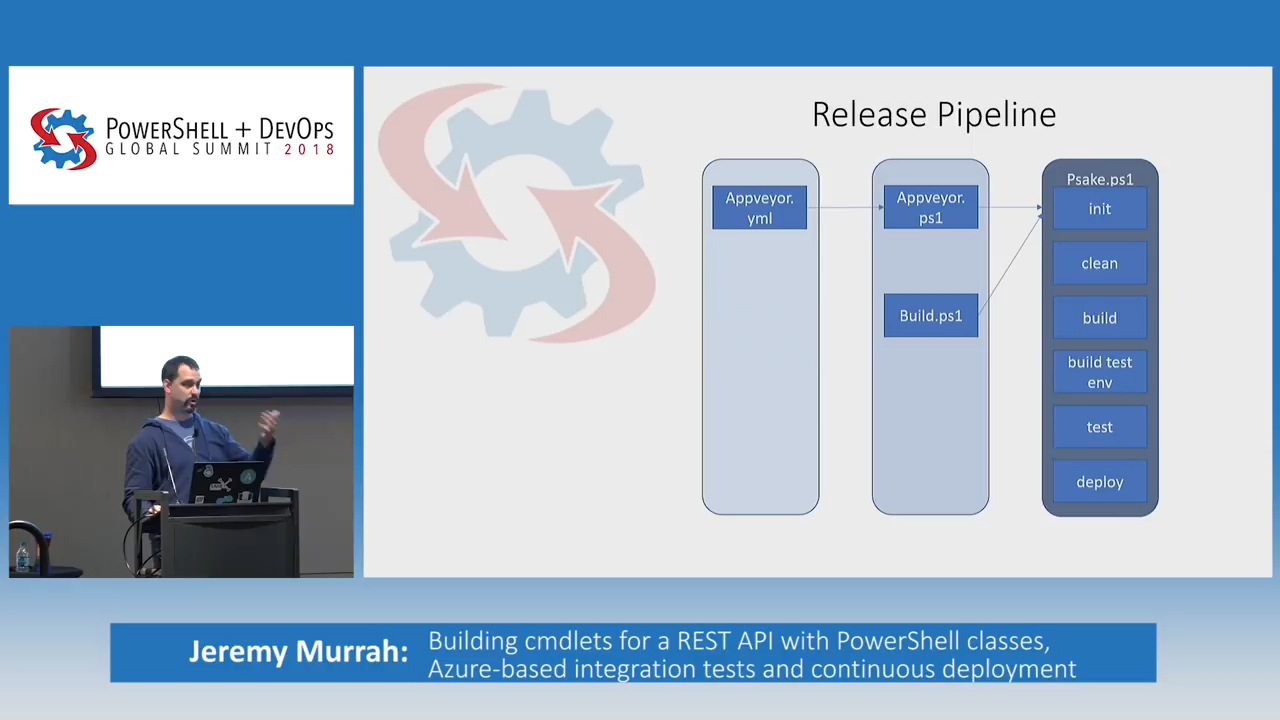 POWERSHELL + DEVOPS
GLOBAL SUMMIT 2018
Release Pipeline
Appveyor.
yml
Appveyor.
ps1
Build.ps1
Psake.ps1
init
clean
build
build test
env
test
deploy
Jeremy Murrah:
Building cmdlets for a REST API with PowerShell classes,
Azure-based integration tests and continuous deployment